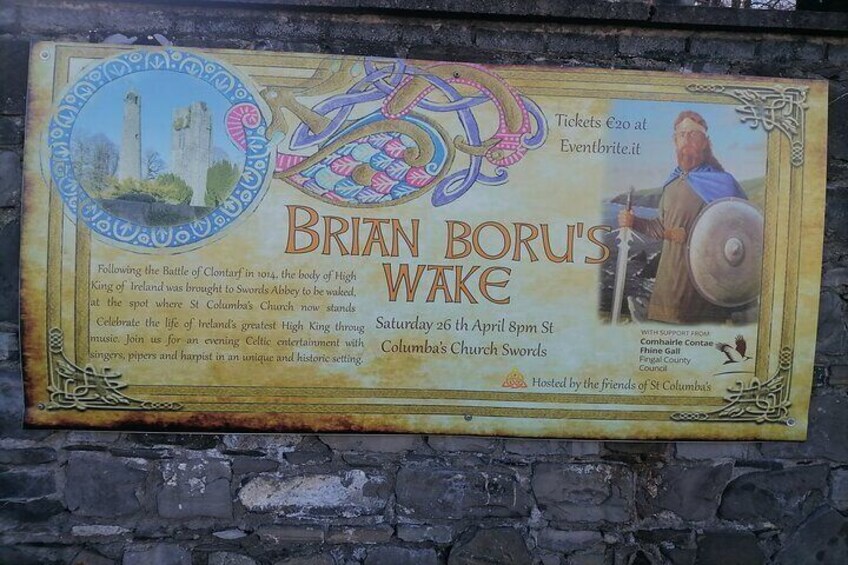 Tickets €20 at
Eventbrite.it
BRIAN BORU'S
WAKE
Following the Battle of Clontarf in 1014, the body of High
King of Ireland was brought to Swords Abbey to be waked,
at the spot where St Columba's Church now stands
Celebrate the life of Ireland's greatest High King throug
music. Join us for an evening Celtic entertainment with
singers, pipers and harpist in an unique and historic setting.
Saturday 26 th April 8pm St
Columba's Church Swords
WITH SUPPORT FROM:
Comhairle Contae
Fhine Gall
Fingal County
Council
Hosted by the friends of St Columba's